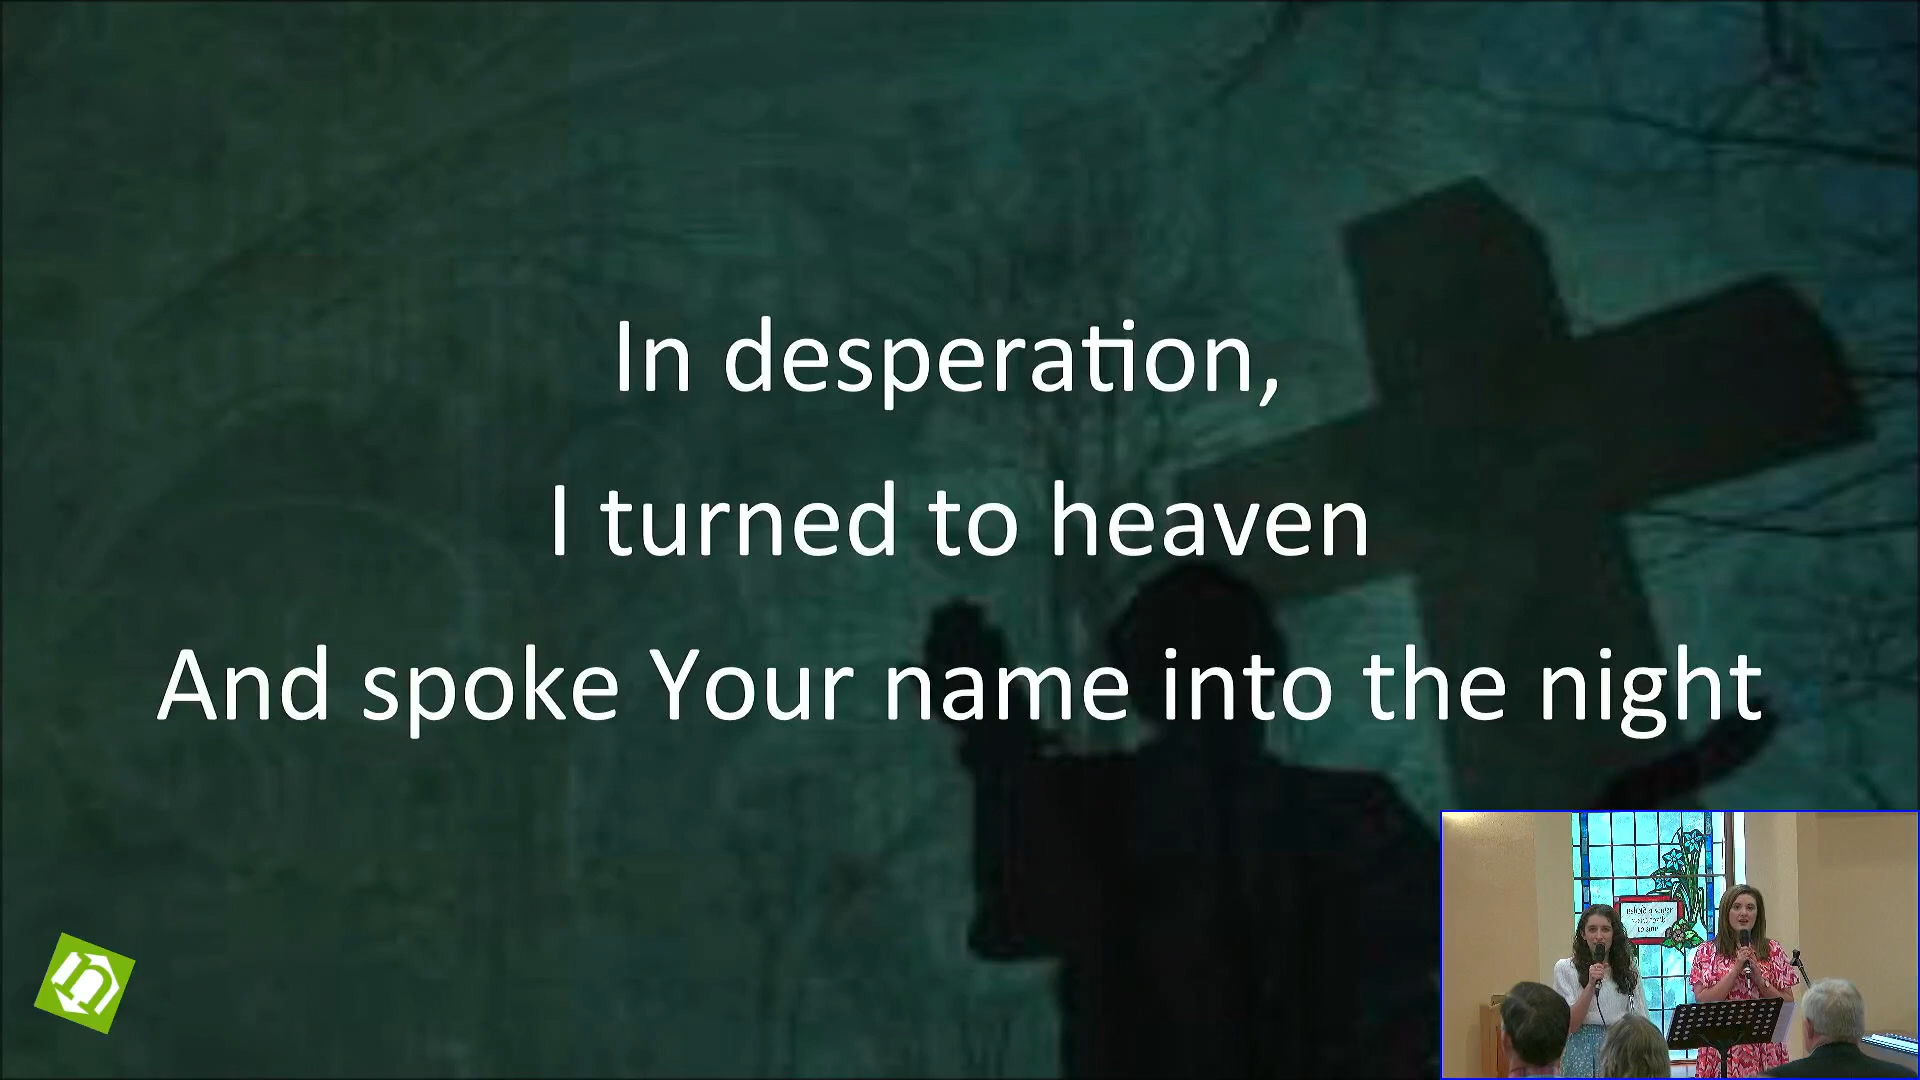 In desperation,
I turned to heaven
And spoke Your name into the night